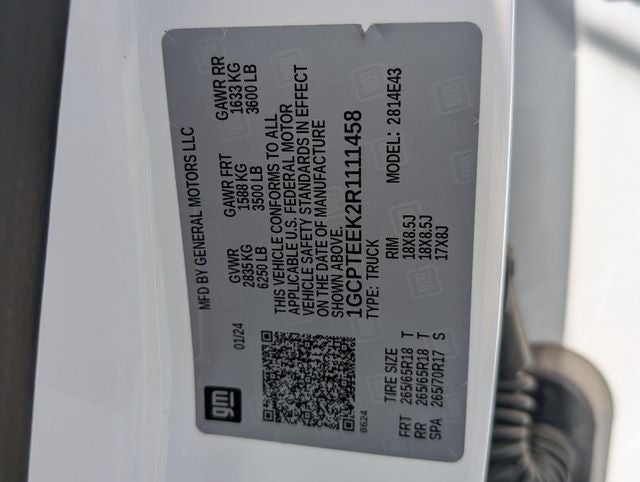 gm
01/24
MFD BY GENERAL MOTORS LLC
GVWR GAWR FRT GAWR RR
2835 KG 1588 KG 1633 KG
6250 LB 3500 LB 3600 LB
THIS VEHICLE CONFORMS TO ALL
APPLICABLE U.S. FEDERAL MOTOR
VEHICLE SAFETY STANDARDS IN EFFECT
ON THE DATE OF MANUFACTURE
SHOWN ABOVE.
1GCPTEEK2R1111458
TYPE: TRUCK
8624
MODEL: 2814E43
TIRE SIZE RIM
FRT 265/65R18 T 18X8.5J
RR 265/65R18 T 18X8.5J
SPA 265/70R17 S 17X8J